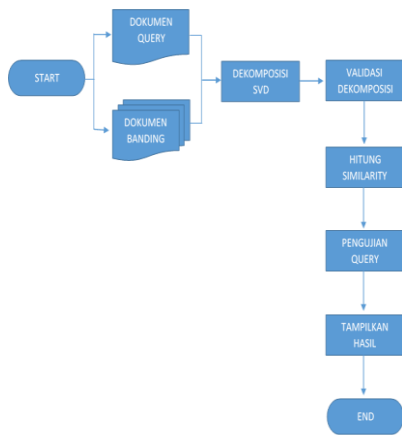 DOKUMEN
QUERY
START
DOKUMEN
BANDING
DEKOMPOSISI
SVD
VALIDASI
DEKOMPOSISI
HITUNG
SIMILARITY
PENGUJIAN
QUERY
TAMPILKAN
HASIL
END